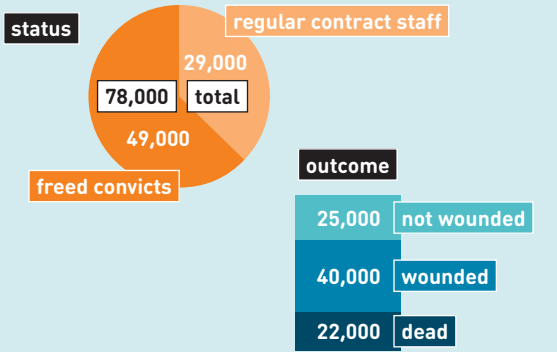 status
regular contract staff
29,000
78,000 total
49,000
freed convicts
outcome
25,000 not wounded
40,000 wounded
22,000 dead